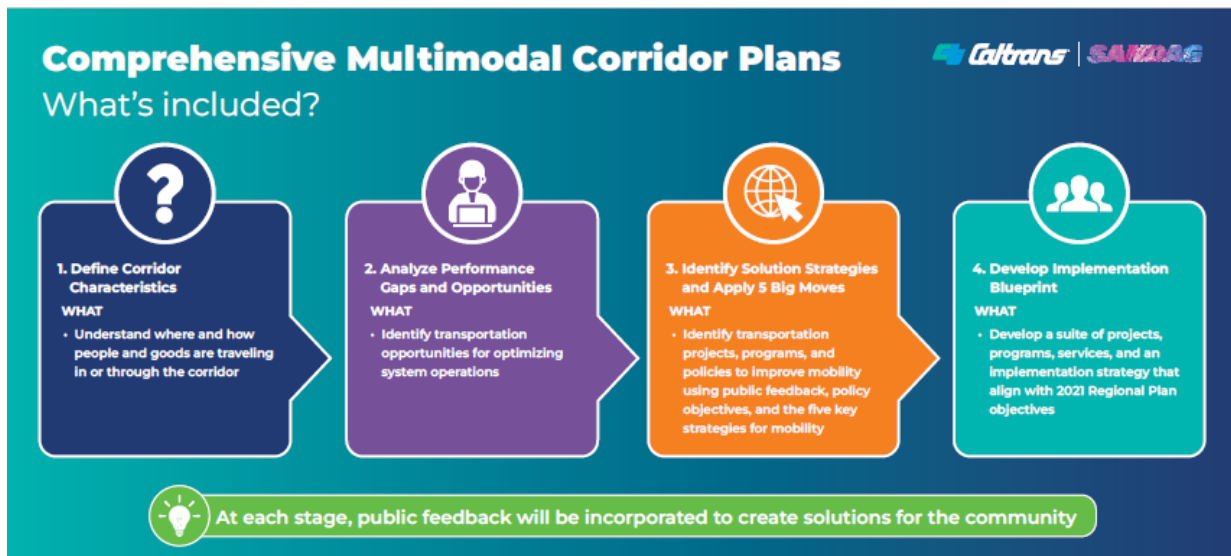 Comprehensive Multimodal Corridor Plans
Caltrans
SANDAG
What's included?
?
1. Define Corridor
Characteristics
WHAT
• Understand where and how
people and goods are traveling
in or through the corridor
2. Analyze Performance
Gaps and Opportunities
WHAT
• Identify transportation
opportunities for optimizing
system operations
3. Identify Solution Strategies
and Apply 5 Big Moves
WHAT
• Identify transportation
projects, programs, and
policies to improve mobility
using public feedback, policy
objectives, and the five key
strategies for mobility
4. Develop Implementation
Blueprint
WHAT
• Develop a suite of projects,
programs, services, and an
implementation strategy that
align with 2021 Regional Plan
objectives
At each stage, public feedback will be incorporated to create solutions for the community